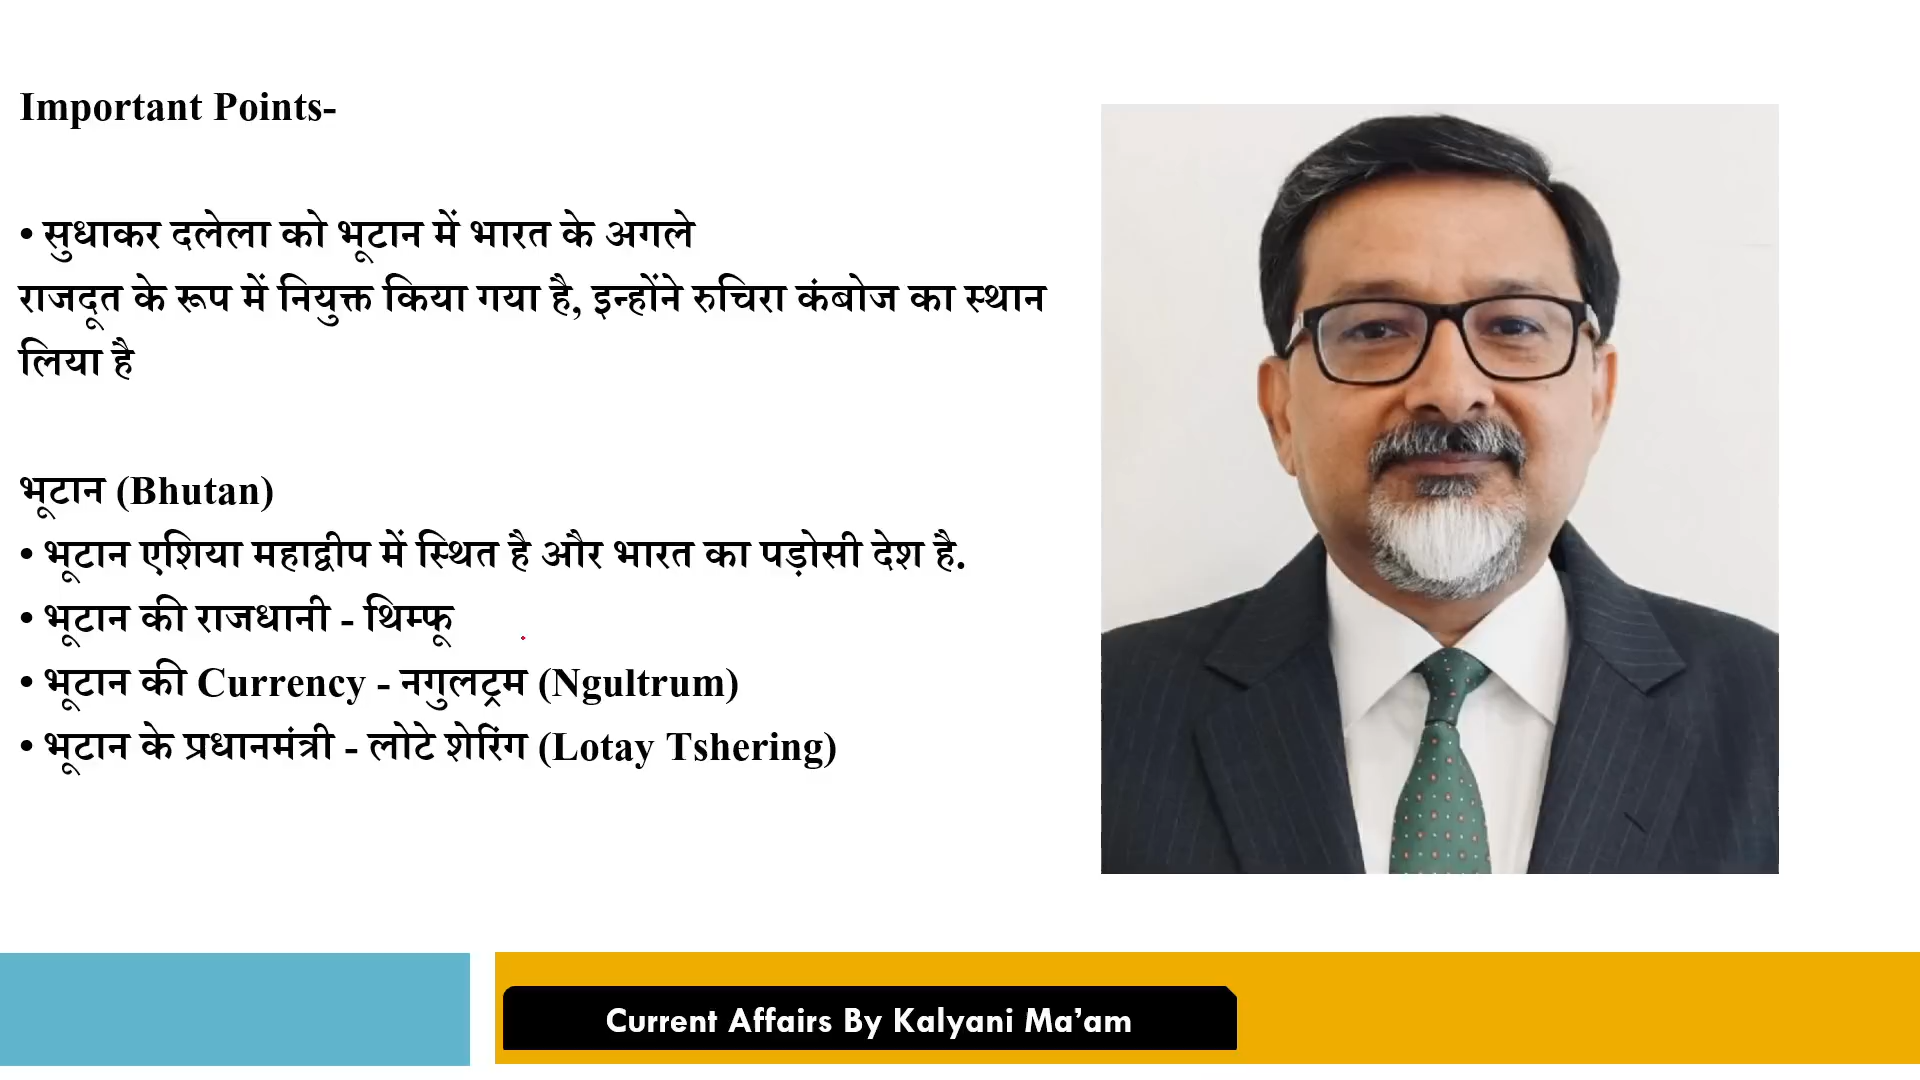 Important Points-
• सुधाकर दलेला को भूटान में भारत के अगले
राजदूत के रूप में नियुक्त किया गया है, इन्होंने रुचिरा कंबोज का स्थान
लिया है
भूटान (Bhutan)
• भूटान एशिया महाद्वीप में स्थित है और भारत का पड़ोसी देश है.
• भूटान की राजधानी - थिम्फू
• भूटान की Currency - नगुलट्रम (Ngultrum)
• भूटान के प्रधानमंत्री - लोटे शेरिंग (Lotay Tshering)
Current Affairs By Kalyani Ma’am